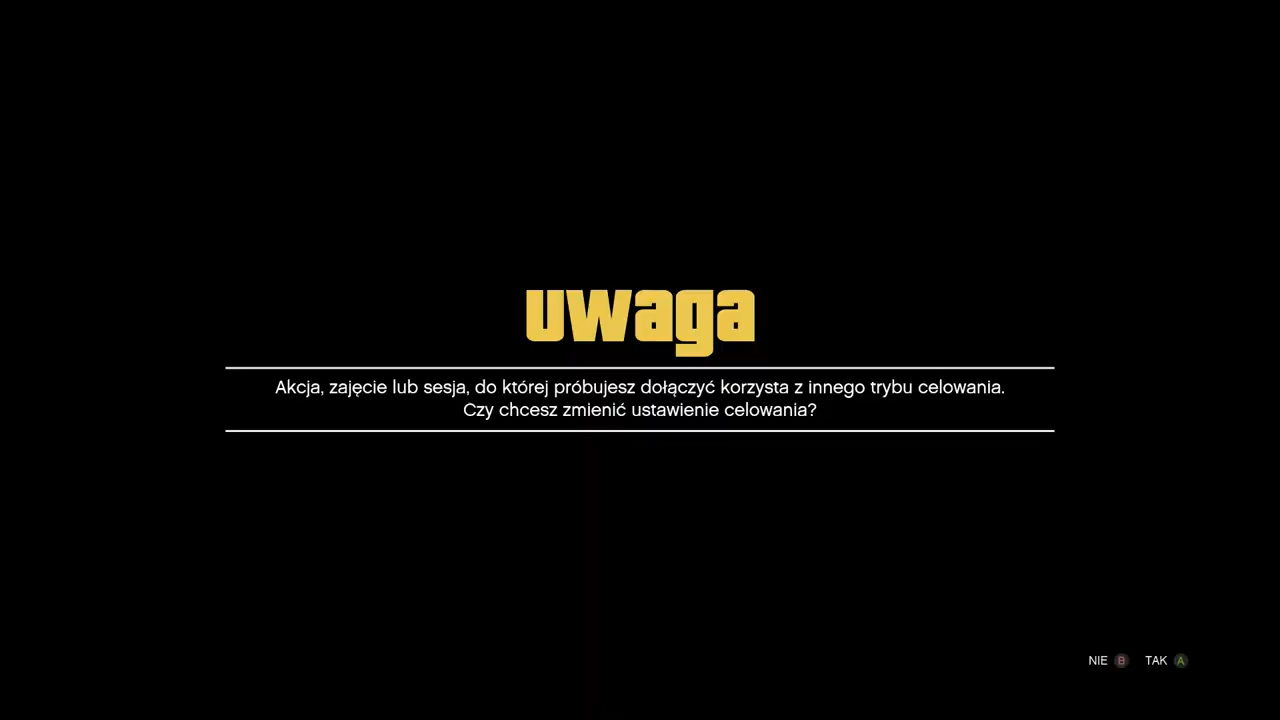 uwaga
Akcja, zajęcie lub sesja, do której próbujesz dołączyć korzysta z innego trybu celowania.
Czy chcesz zmienić ustawienie celowania?
NIE B TAK A